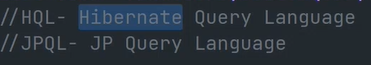 //HQL- Hibernate Query Language
//JPQL- JP Query Language